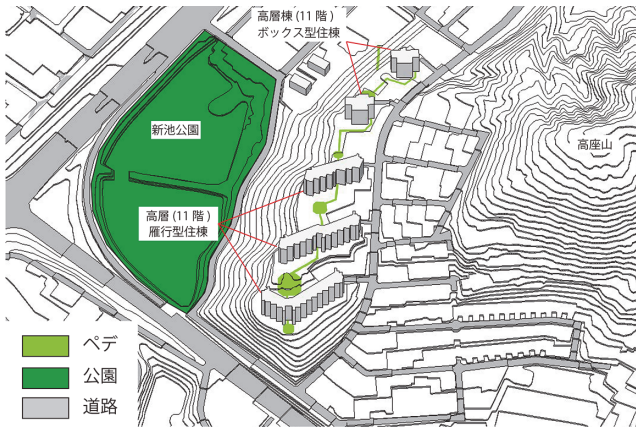 高層棟(11階)
ボックス型住棟
新池公園
高座山
高層(11階)
雁行型住棟
ペデ
公園
道路